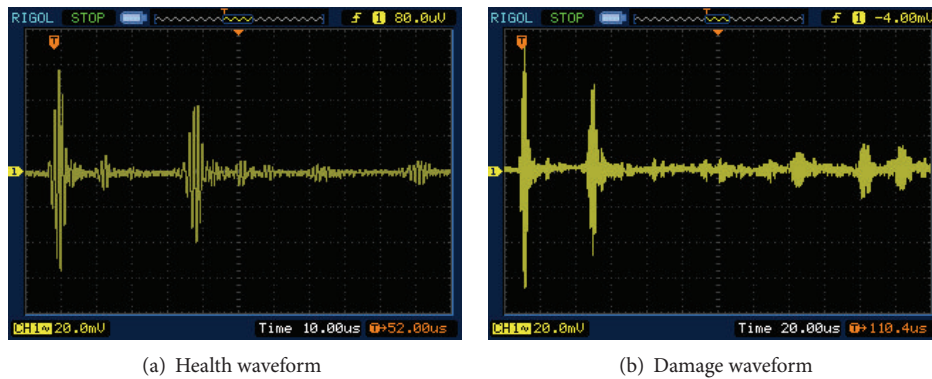 RIGOL STOP T 1 80.0uV
T
1
CH1~20.0mV Time 10.00us T→52.00us
(a) Health waveform
RIGOL STOP T 1 -4.00mV
T
1
CH1~20.0mV Time 20.00us T→110.4us
(b) Damage waveform